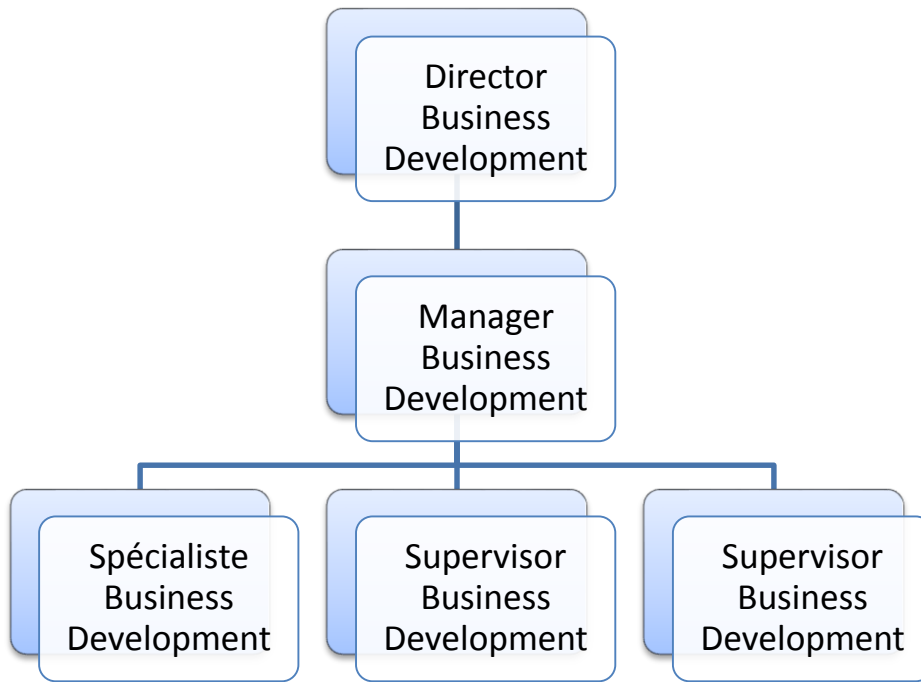 Director
Business
Development
Manager
Business
Development
Spécialiste
Business
Development
Supervisor
Business
Development
Supervisor
Business
Development